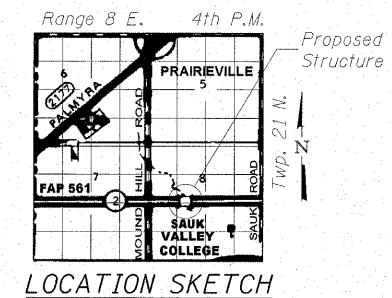 Range 8 E. 4th P.M.
Proposed
Structure
PRAIRIEVILLE
6
5
2177
PALMYRA
ROAD
Twp. 21 N.
N
7
8
HILL
ROAD
FAP 561
2
MOUND
SAUK
VALLEY
COLLEGE
SAUK
LOCATION SKETCH